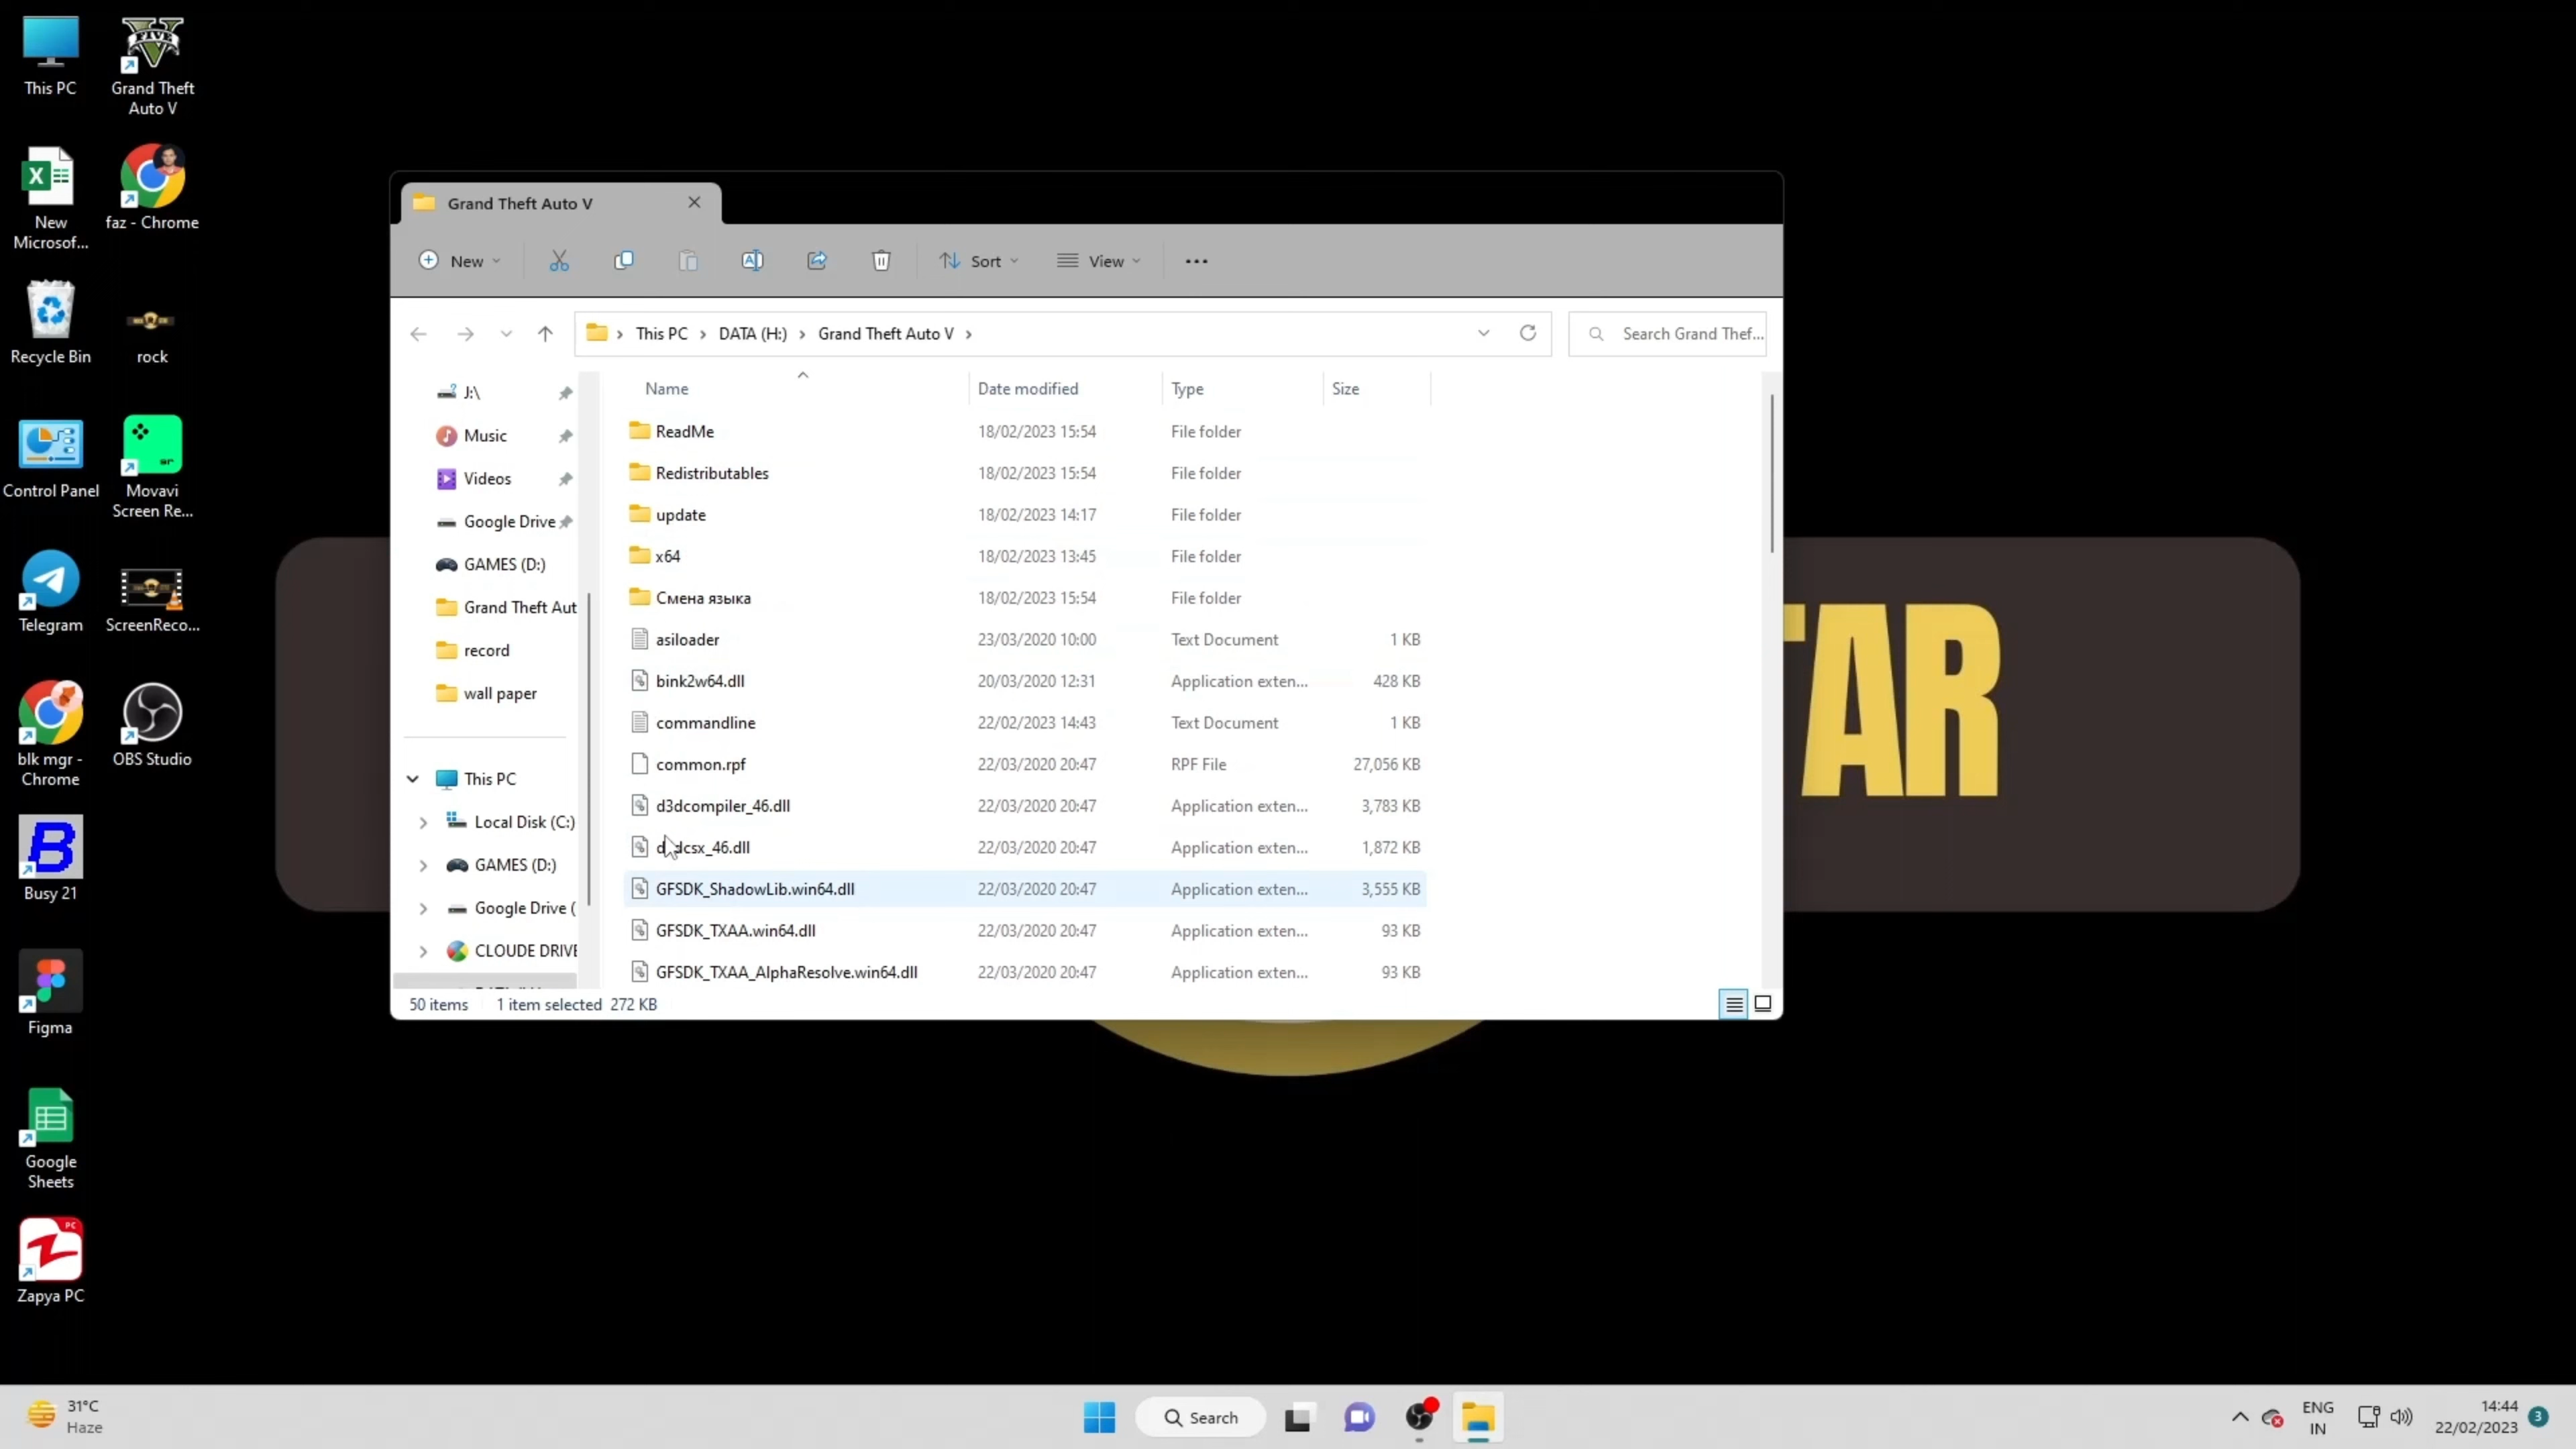 This PC
Grand Theft
Auto V
New
Microsof...
faz - Chrome
Recycle Bin
rock
Control Panel
Movavi
Screen Re...
Telegram
ScreenReco...
blk mgr -
Chrome
OBS Studio
Busy 21
Figma
Google
Sheets
Zapya PC
Grand Theft Auto V
New
Sort
View
This PC › DATA (H:) › Grand Theft Auto V ›
Search Grand Thef...
J:\
Music
Videos
Google Drive
GAMES (D:)
Grand Theft Aut
record
wall paper
This PC
Local Disk (C:)
GAMES (D:)
Google Drive (
CLOUDE DRIVE
Name Date modified Type Size
ReadMe 18/02/2023 15:54 File folder
Redistributables 18/02/2023 15:54 File folder
update 18/02/2023 14:17 File folder
x64 18/02/2023 13:45 File folder
Смена языка 18/02/2023 15:54 File folder
asiloader 23/03/2020 10:00 Text Document 1 KB
bink2w64.dll 20/03/2020 12:31 Application exten... 428 KB
commandline 22/02/2023 14:43 Text Document 1 KB
common.rpf 22/03/2020 20:47 RPF File 27,056 KB
d3dcompiler_46.dll 22/03/2020 20:47 Application exten... 3,783 KB
22/03/2020 20:47 Application exten... 1,872 KB
GFSDK_ShadowLib.win64.dll 22/03/2020 20:47 Application exten... 3,555 KB
GFSDK_TXAA.win64.dll 22/03/2020 20:47 Application exten... 93 KB
GFSDK_TXAA_AlphaResolve.win64.dll 22/03/2020 20:47 Application exten... 93 KB
50 items 1 item selected 272 KB
TAR
31°C
Haze
Search
ENG
IN
14:44
22/02/2023
3